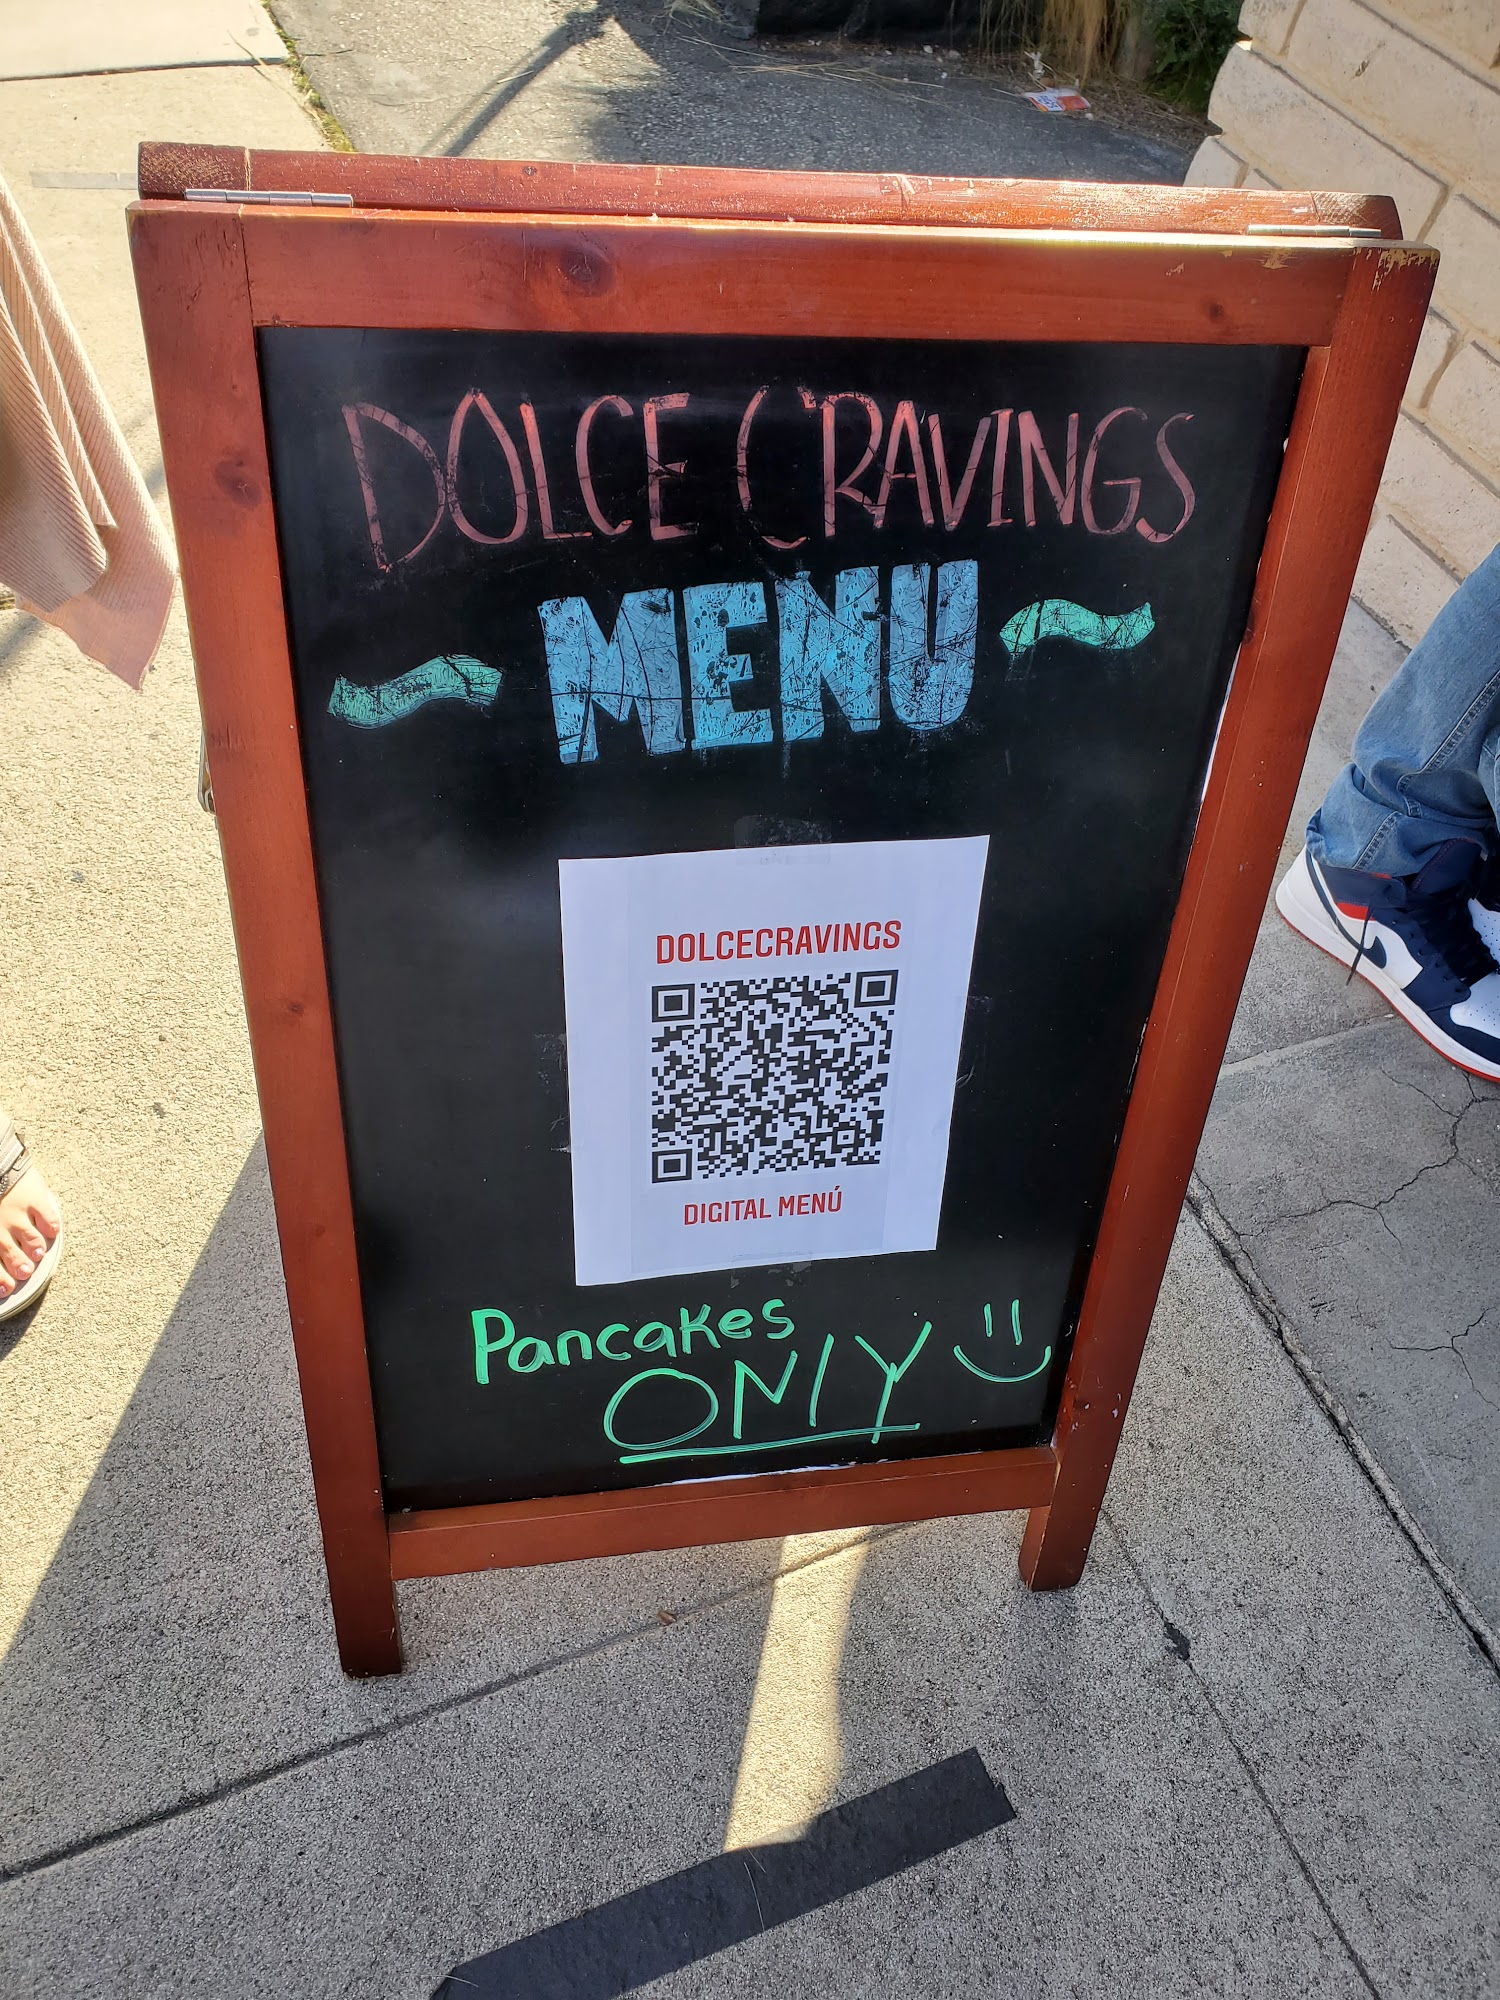 DOLCE CRAVINGS
MENU
DOLCECRAVINGS
DIGITAL MENÚ
Pancakes
ONLY